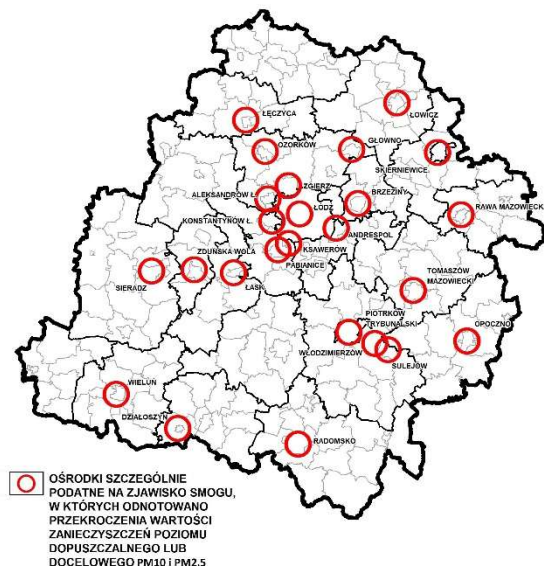 ŁOWICZ
ŁĘCZYCA
OZORKÓW
GŁOWNO
SKIERNIEWICE
ZGIERZ
ALEKSANDRÓW Ł.
BRZEZINY
ŁÓDŹ
RAWA MAZOWIECKA
KONSTANTYNÓW Ł.
ANDRESPOL
KSAWERÓW
ZDUŃSKA WOLA
PABIANICE
TOMASZÓW
MAZOWIECKI
SIERADZ
ŁASK
PIOTRKÓW
TRYBUNALSKI
OPOCZNO
WŁODZIMIERZÓW
SULEJÓW
WIELUŃ
DZIAŁOSZYN
RADOMSKO
OŚRODKI SZCZEGÓLNIE
PODATNE NA ZJAWISKO SMOGU,
W KTÓRYCH ODNOTOWANO
PRZEKROCZENIA WARTOŚCI
ZANIECZYSZCZEŃ POZIOMU
DOPUSZCZALNEGO LUB
DOCELOWEGO PM10 i PM2.5